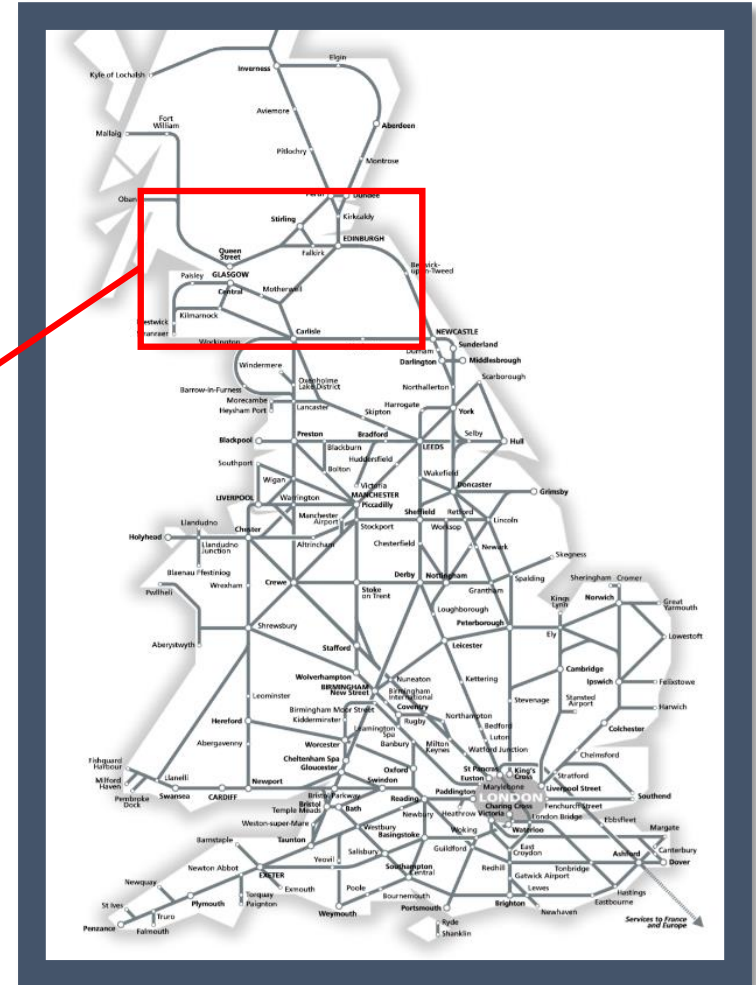 Elgin
Inverness
Kyle of Lochalsh
Aviemore
Fort
William
Aberdeen
Mallaig
Pitlochry
Montrose
Oban
Dundee
Stirling
Kirkcaldy
EDINBURGH
Queen
Street
Falkirk
Berwick-
upon-Tweed
Paisley
GLASGOW
Central
Motherwell
Kilmarnock
Carlisle
NEWCASTLE
Workington
Sunderland
Durham
Darlington
Middlesbrough
Windermere
Scarborough
Oxenholme
Lake District
Northallerton
Barrow-in-Furness
Morecambe
Heysham Port
Lancaster
Harrogate
York
Skipton
Preston
Bradford
Selby
Blackpool
Blackburn
LEEDS
Hull
Huddersfield
Southport
Bolton
Wakefield
Wigan
Victoria
Doncaster
MANCHESTER
Piccadilly
Grimsby
LIVERPOOL
Warrington
Manchester
Airport
Sheffield
Retford
Lincoln
Llandudno
Chester
Stockport
Worksop
Holyhead
Llandudno
Junction
Altrincham
Chesterfield
Newark
Skegness
Blaenau Ffestiniog
Wrexham
Crewe
Stoke
on Trent
Derby
Nottingham
Spalding
Sheringham
Cromer
Pwllheli
Grantham
Kings
Lynn
Norwich
Great
Yarmouth
Loughborough
Shrewsbury
Peterborough
Ely
Aberystwyth
Stafford
Leicester
Lowestoft
Wolverhampton
Cambridge
BIRMINGHAM
New Street
Nuneaton
Kettering
Ipswich
Felixstowe
Birmingham
International
Leominster
Stevenage
Stansted
Airport
Birmingham Moor Street
Coventry
Harwich
Hereford
Kidderminster
Rugby
Northampton
Leamington
Spa
Bedford
Colchester
Abergavenny
Worcester
Banbury
Milton
Keynes
Luton
Watford Junction
Chelmsford
Cheltenham Spa
Gloucester
Oxford
St Pancras
King's
Cross
Fishguard
Harbour
Euston
Stratford
Milford
Haven
Llanelli
Newport
Swindon
Marylebone
Liverpool Street
Pembroke
Dock
Swansea
CARDIFF
Bristol Parkway
Reading
Paddington
LONDON
Southend
Bristol
Temple Meads
Bath
Charing Cross
Fenchurch Street
Newbury
Heathrow
Victoria
London Bridge
Ebbsfleet
Weston-super-Mare
Westbury
Basingstoke
Woking
Waterloo
Margate
Barnstaple
Taunton
Salisbury
Guildford
East
Croydon
Canterbury
Yeovil
Redhill
Ashford
Dover
Newton Abbot
Southampton
Central
Gatwick Airport
Tonbridge
EXETER
Newquay
Exmouth
Poole
Lewes
Hastings
Torquay
Bournemouth
Eastbourne
St Ives
Plymouth
Paignton
Portsmouth
Brighton
Newhaven
Truro
Weymouth
Ryde
Services to France
and Europe
Penzance
Falmouth
Shanklin